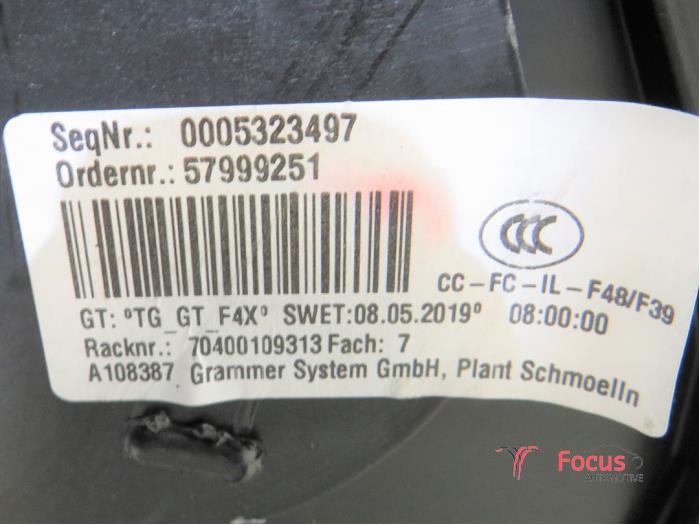 SeqNr.: 0005323497
Ordernr.: 57999251
CCC
CC-FC-IL-F48/F39
GT: °TG_GT_F4X° SWET:08.05.2019° 08:00:00
Racknr.: 70400109313 Fach: 7
A108387 Grammer System GmbH, Plant Schmoelln
Focus
AUTOMOTIVE